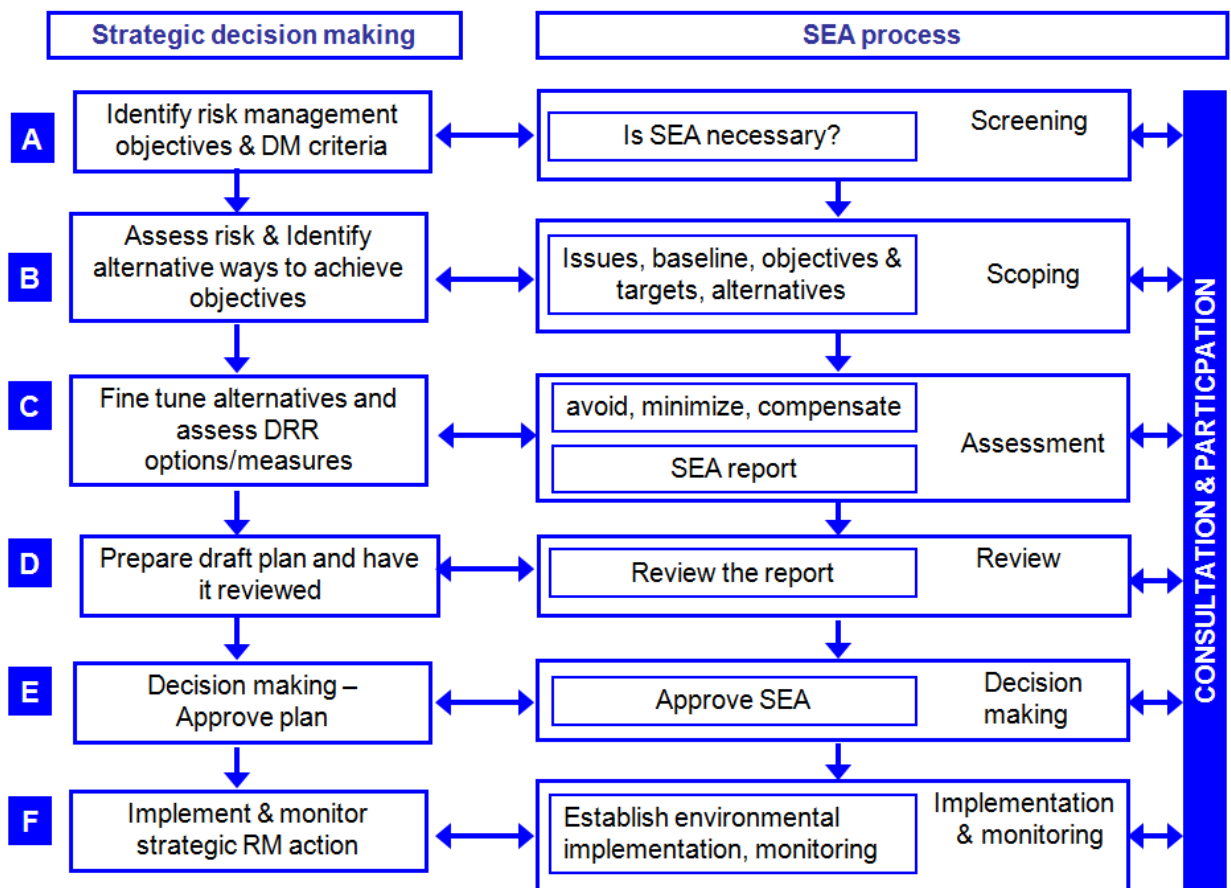 Strategic decision making
SEA process
A
Identify risk management
objectives & DM criteria
Is SEA necessary?
Screening
B
Assess risk & Identify
alternative ways to achieve
objectives
Issues, baseline, objectives &
targets, alternatives
Scoping
C
Fine tune alternatives and
assess DRR
options/measures
avoid, minimize, compensate
SEA report
Assessment
D
Prepare draft plan and have
it reviewed
Review the report
Review
E
Decision making –
Approve plan
Approve SEA
Decision
making
F
Implement & monitor
strategic RM action
Establish environmental
implementation, monitoring
Implementation
& monitoring
CONSULTATION & PARTICPATION